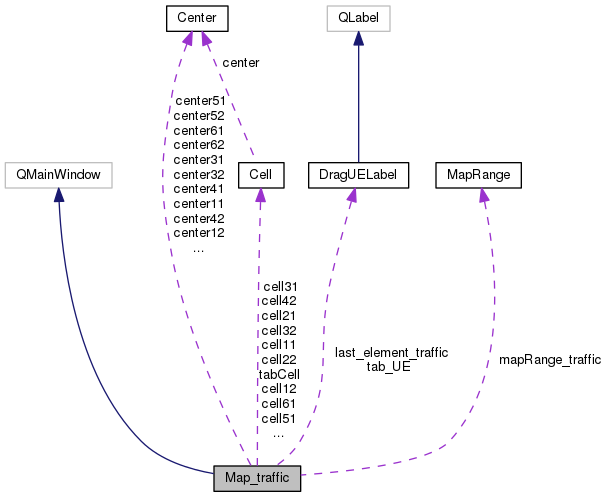 Center
QLabel
center
center51
center52
center61
center62
center31
center32
center41
center11
center42
center12
...
QMainWindow
Cell
DragUELabel
MapRange
cell31
cell42
cell21
cell32
cell11
cell22
tabCell
cell12
cell61
cell51
...
last_element_traffic
tab_UE
mapRange_traffic
Map_traffic